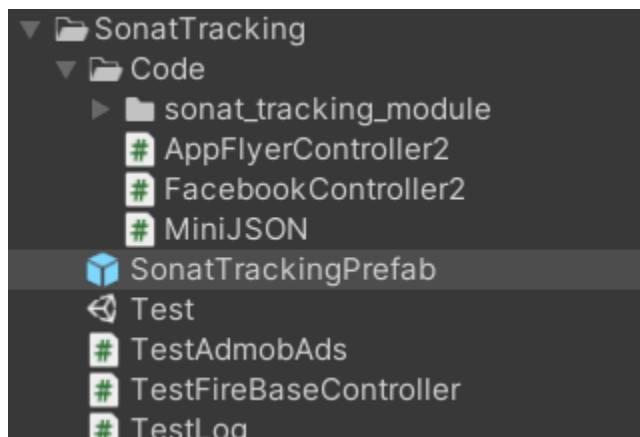 SonatTracking
Code
sonat_tracking_module
AppFlyerController2
FacebookController2
MiniJSON
SonatTrackingPrefab
Test
TestAdmobAds
TestFireBaseController
TestLog